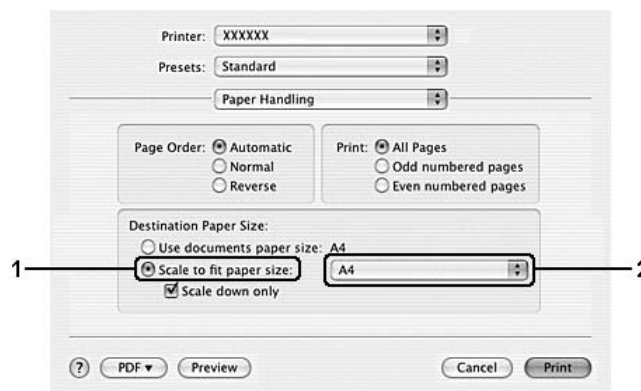 Printer: XXXXXX
Presets: Standard
Paper Handling
Page Order: Automatic Print: All Pages
Normal Odd numbered pages
Reverse Even numbered pages
Destination Paper Size:
Use documents paper size: A4
1 Scale to fit paper size: A4 2
Scale down only
? PDF ▼ Preview Cancel Print